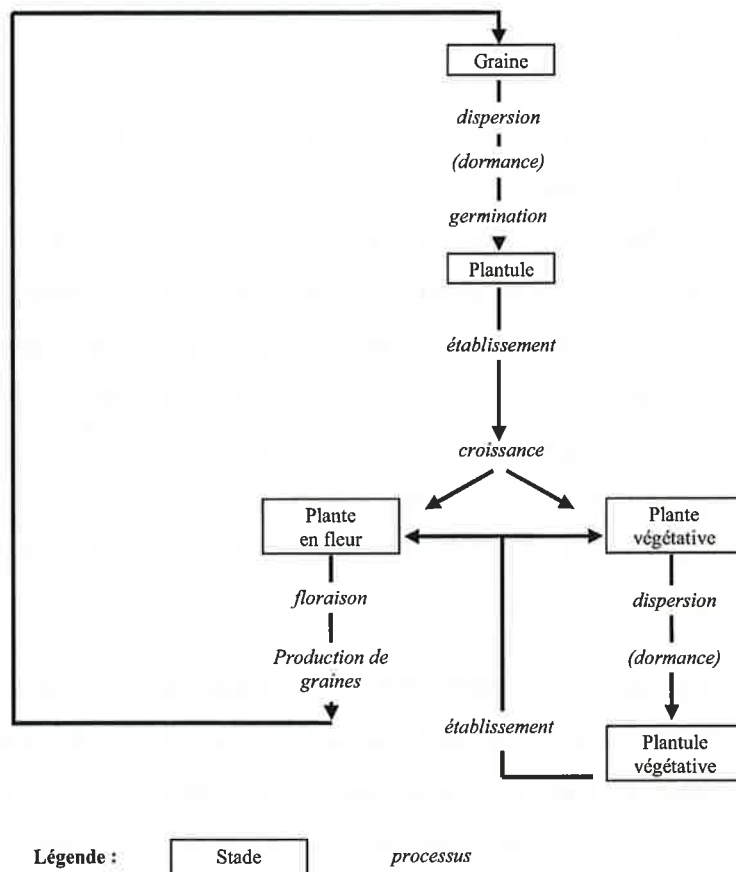 Graine
dispersion
(dormance)
germination
Plantule
établissement
croissance
Plante
en fleur
Plante
végétative
floraison
dispersion
Production de
graines
(dormance)
établissement
Plantule
végétative
Légende :
Stade
processus